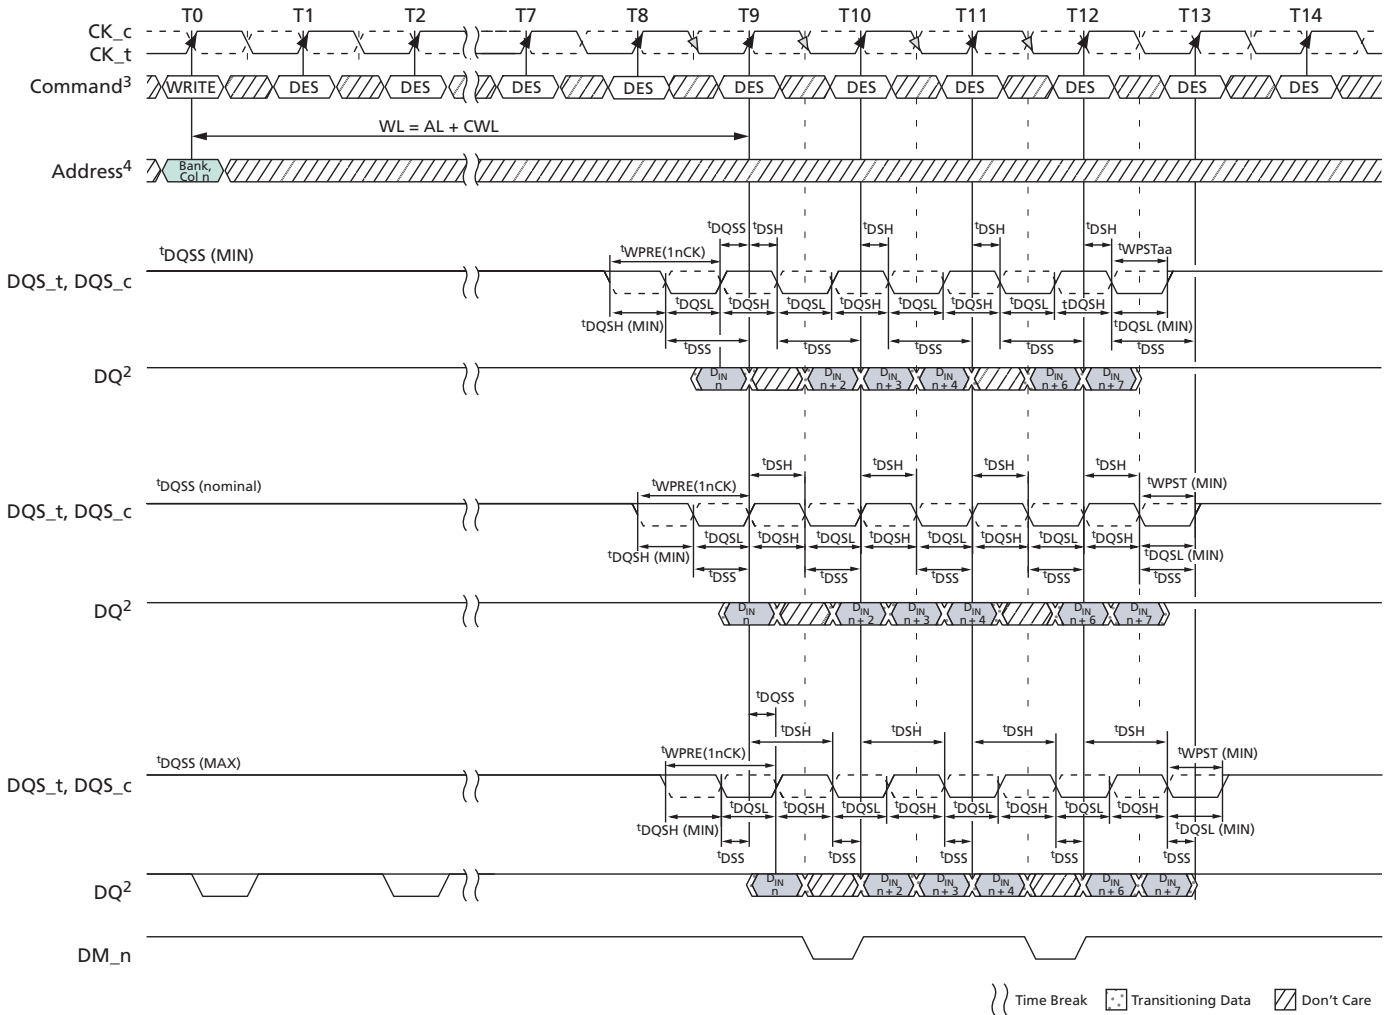 T0 T1 T2 T7 T8 T9 T10 T11 T12 T13 T14
CK_c
CK_t
Command3 WRITE DES DES DES DES DES DES DES DES DES DES
WL = AL + CWL
Address4 Bank, Col n
tDQSS tDSH tDSH tDSH tDSH
tDQSS (MIN) tWPRE(1nCK) tWPSTaa
DQS_t, DQS_c
tDQSL tDQSH tDQSL tDQSH tDQSL tDQSH tDQSL tDQSH
tDQSH (MIN) tDQSL (MIN)
tDSS tDSS tDSS tDSS tDSS
DQ2 DIN n DIN n + 2 DIN n + 3 DIN n + 4 DIN n + 6 DIN n + 7
tDSH tDSH tDSH tDSH
tDQSS (nominal) tWPRE(1nCK) tWPST (MIN)
DQS_t, DQS_c
tDQSL tDQSH tDQSL tDQSH tDQSL tDQSH tDQSL tDQSH
tDQSH (MIN) tDQSL (MIN)
tDSS tDSS tDSS tDSS tDSS
DQ2 DIN n DIN n + 2 DIN n + 3 DIN n + 4 DIN n + 6 DIN n + 7
tDQSS
tDSH tDSH tDSH tDSH
tDQSS (MAX) tWPRE(1nCK) tWPST (MIN)
DQS_t, DQS_c
tDQSL tDQSH tDQSL tDQSH tDQSL tDQSH tDQSL tDQSH
tDQSH (MIN) tDQSL (MIN)
tDSS tDSS tDSS tDSS tDSS
DQ2 DIN n DIN n + 2 DIN n + 3 DIN n + 4 DIN n + 6 DIN n + 7
DM_n
Time Break Transitioning Data Don't Care